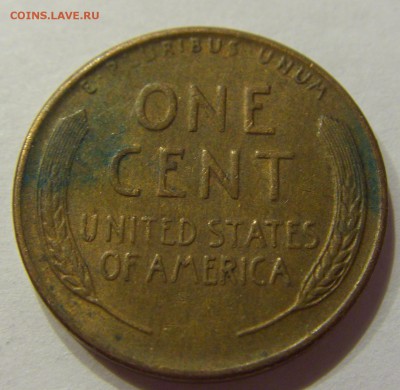 COINS.LAVE.RU
E·PLURIBUS·UNUM
ONE
CENT
UNITED STATES
OF AMERICA